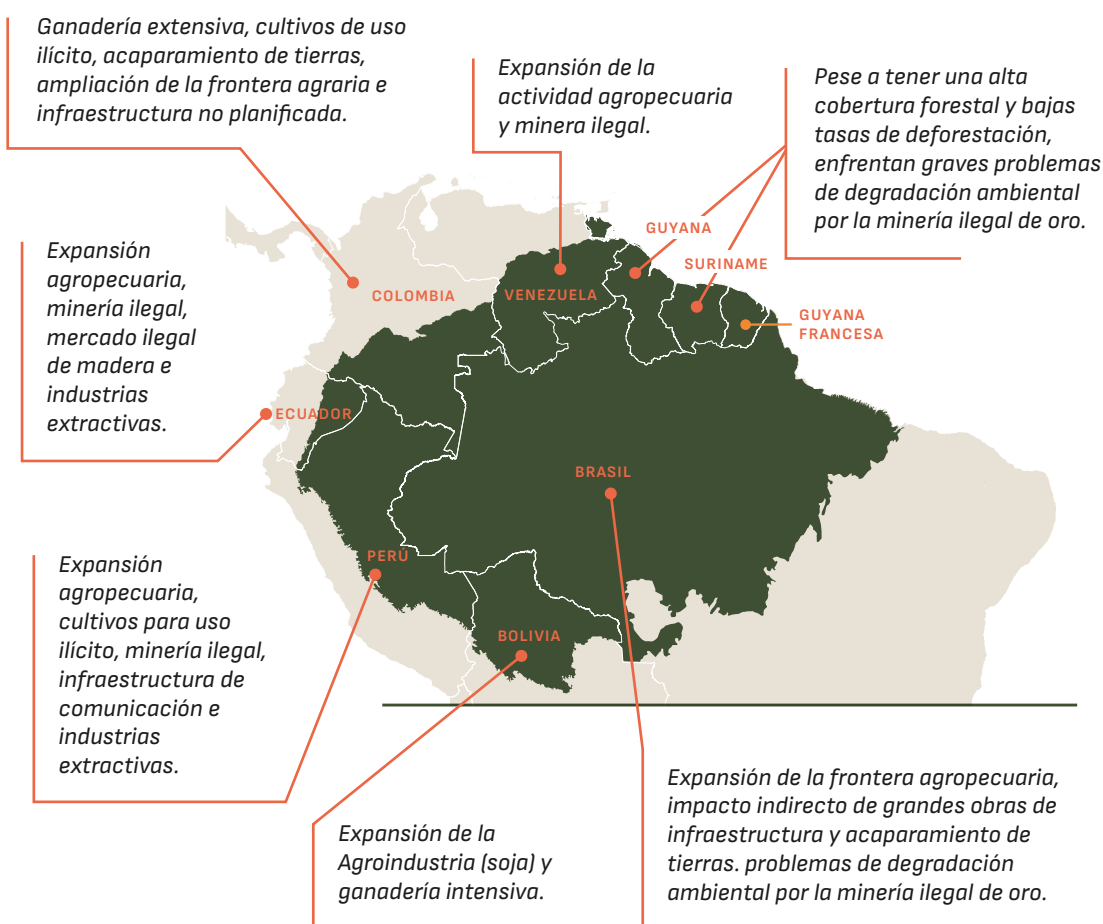 Ganadería extensiva, cultivos de uso
ilícito, acaparamiento de tierras,
ampliación de la frontera agraria e
infraestructura no planificada.
Expansión de la
actividad agropecuaria
y minera ilegal.
Pese a tener una alta
cobertura forestal y bajas
tasas de deforestación,
enfrentan graves problemas
de degradación ambiental
por la minería ilegal de oro.
Expansión
agropecuaria,
minería ilegal,
mercado ilegal
de madera e
industrias
extractivas.
GUYANA
SURINAME
COLOMBIA
VENEZUELA
GUYANA
FRANCESA
ECUADOR
BRASIL
PERÚ
BOLIVIA
Expansión
agropecuaria,
cultivos para uso
ilícito, minería ilegal,
infraestructura de
comunicación e
industrias
extractivas.
Expansión de la
Agroindustria (soja) y
ganadería intensiva.
Expansión de la frontera agropecuaria,
impacto indirecto de grandes obras de
infraestructura y acaparamiento de
tierras. problemas de degradación
ambiental por la minería ilegal de oro.